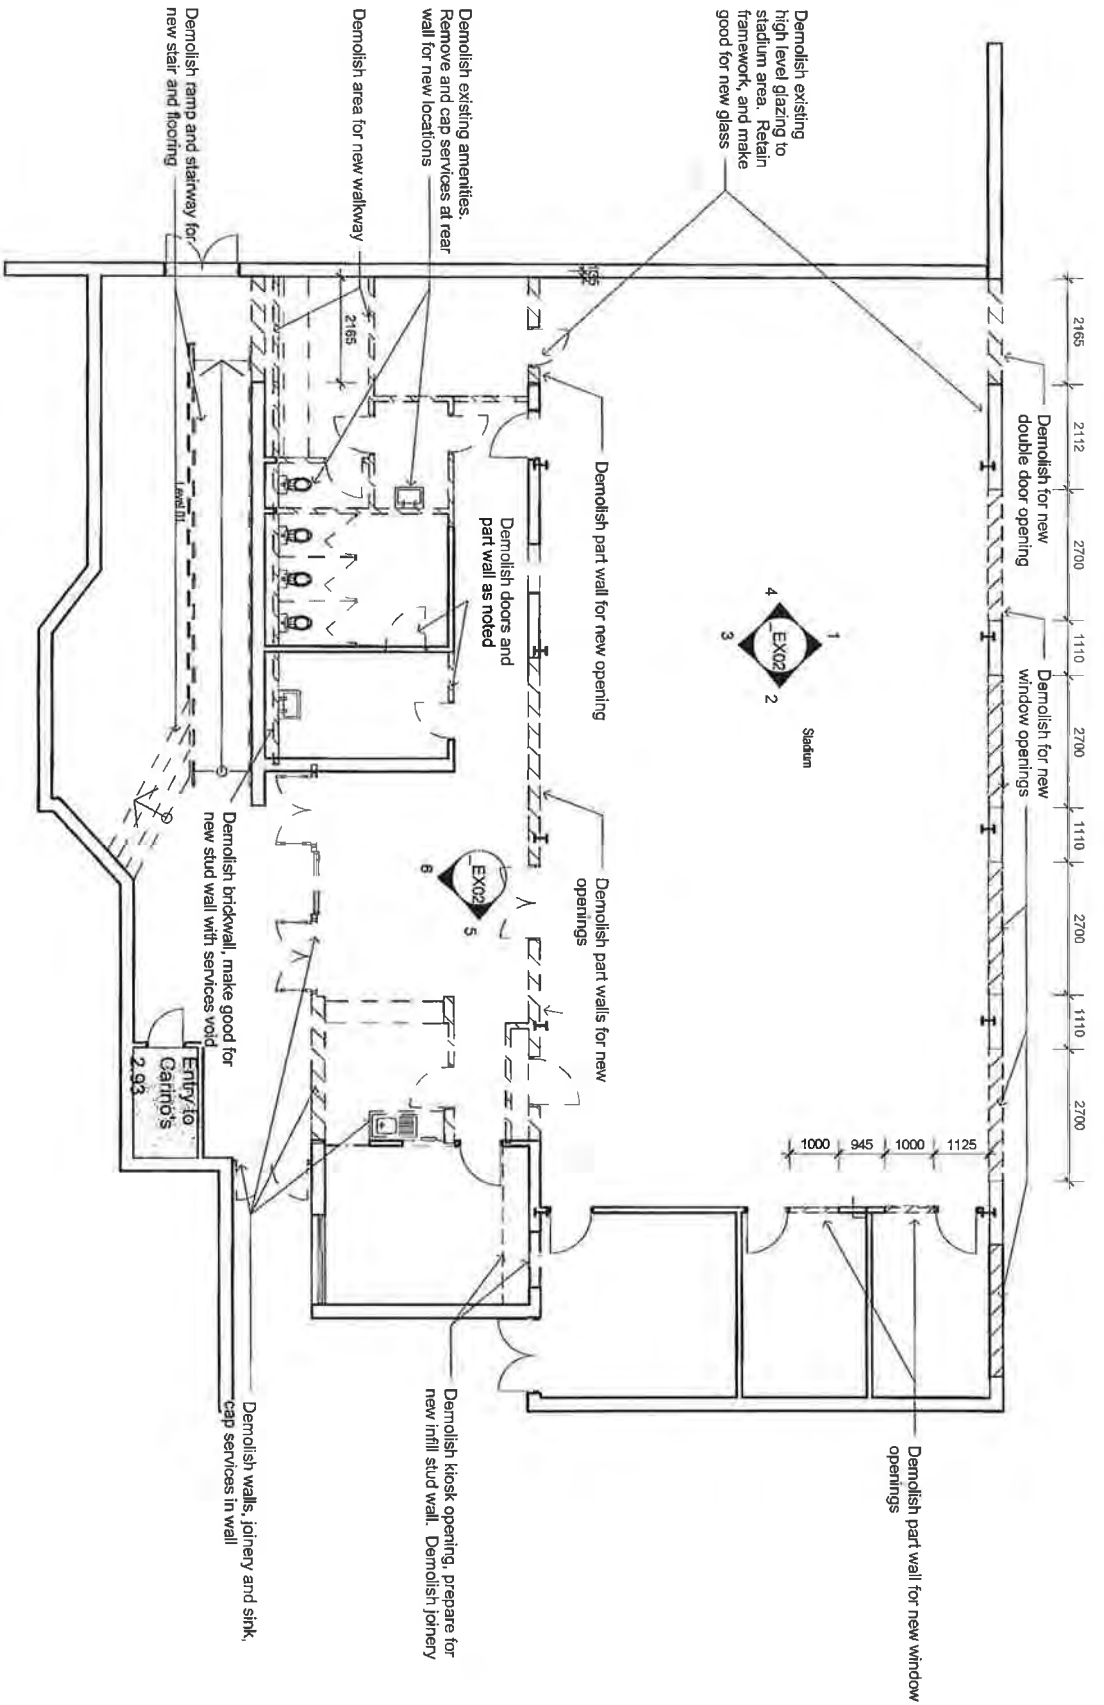 Demolish existing
high level glazing to
stadium area. Retain
framework, and make
good for new glass
Demolish existing amenities.
Remove and cap services at rear
wall for new locations
Demolish area for new walkway
Demolish ramp and stairway for
new stair and flooring
2165
2112
2700
1110
2700
1110
2700
1110
2700
Demolish for new
double door opening
Demolish for new
window openings
1
2
3
4
_EX02
Stadium
1000
945
1000
1125
Demolish part wall for new opening
Demolish part walls for new
openings
Demolish doors and
part wall as noted
2165
_EX02
5
6
Level 01
Demolish brickwall, make good for
new stud wall with services void
Entry to
Carino's
2.93
Demolish part wall for new window
openings
Demolish kiosk opening, prepare for
new infill stud wall. Demolish joinery
Demolish walls, joinery and sink,
cap services in wall